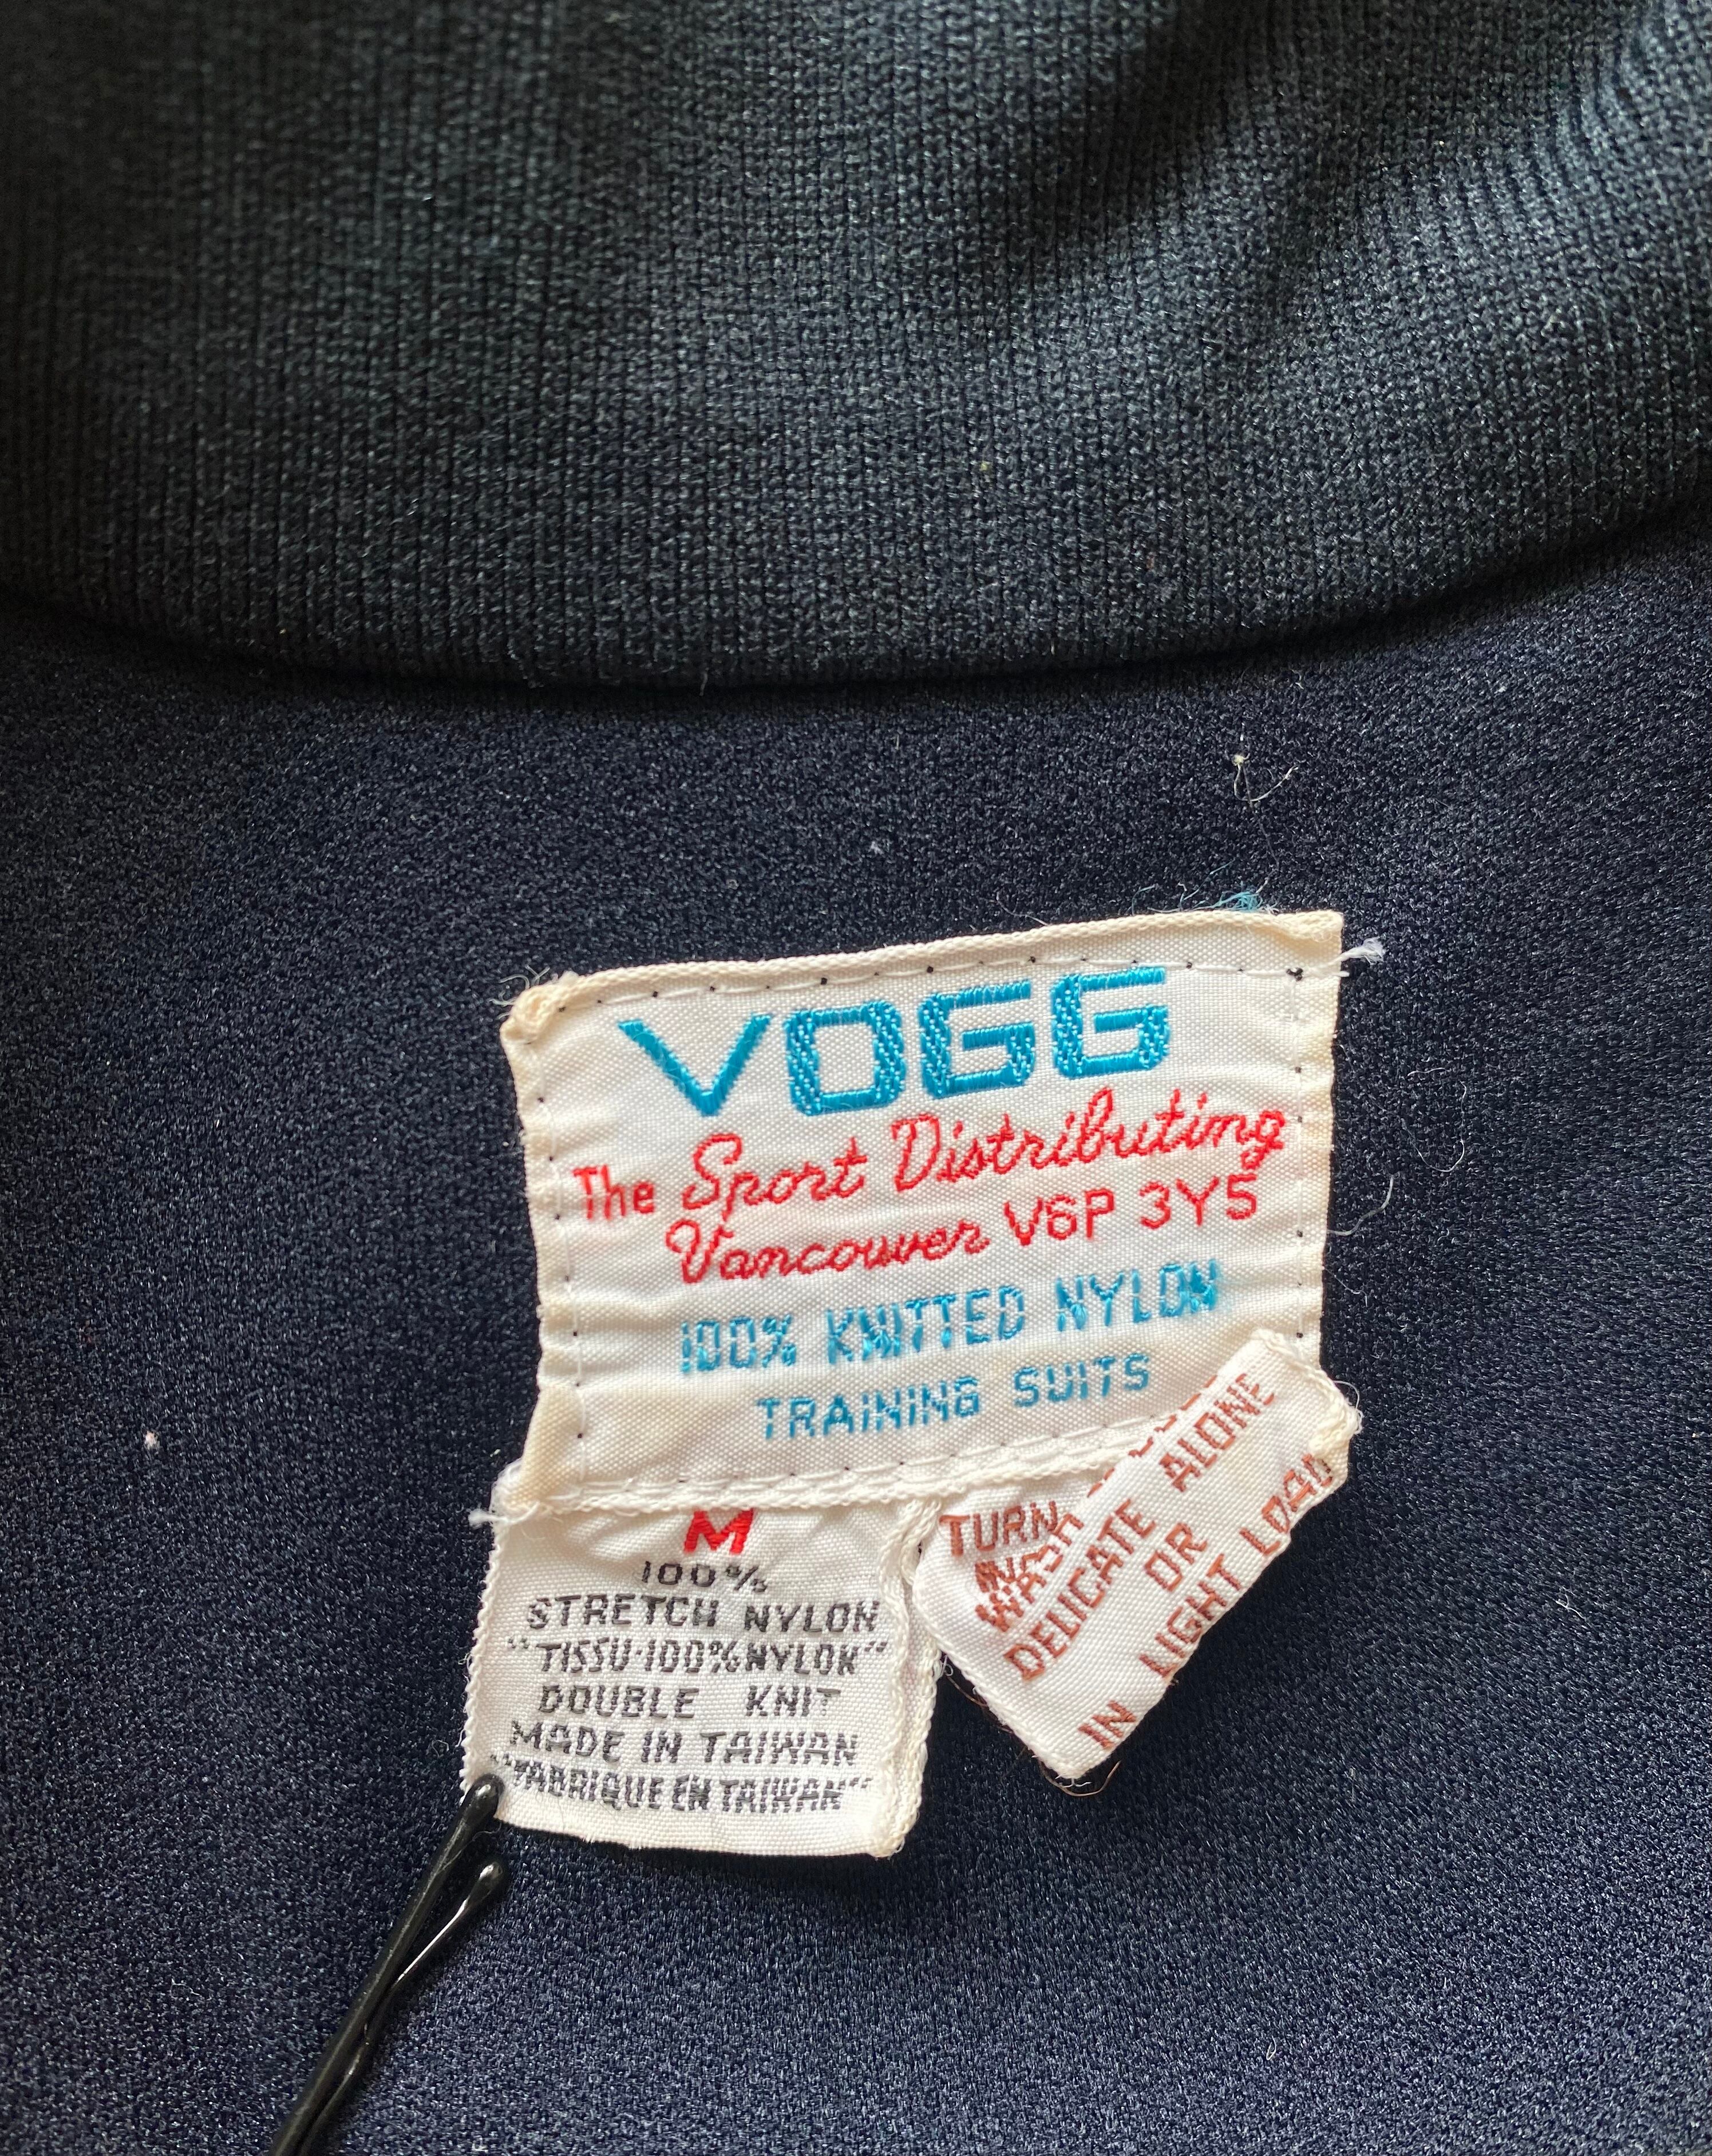 VOGG
The Sport Distributing
Vancouver V6P 3Y5
100% KNITTED NYLON
TRAINING SUITS
M
100%
STRETCH NYLON
"TISSU·100% NYLON"
DOUBLE KNIT
MADE IN TAIWAN
"FABRIQUE EN TAIWAN"
TURN
WASH
DELICATE ALONE
OR
IN LIGHT LOAD